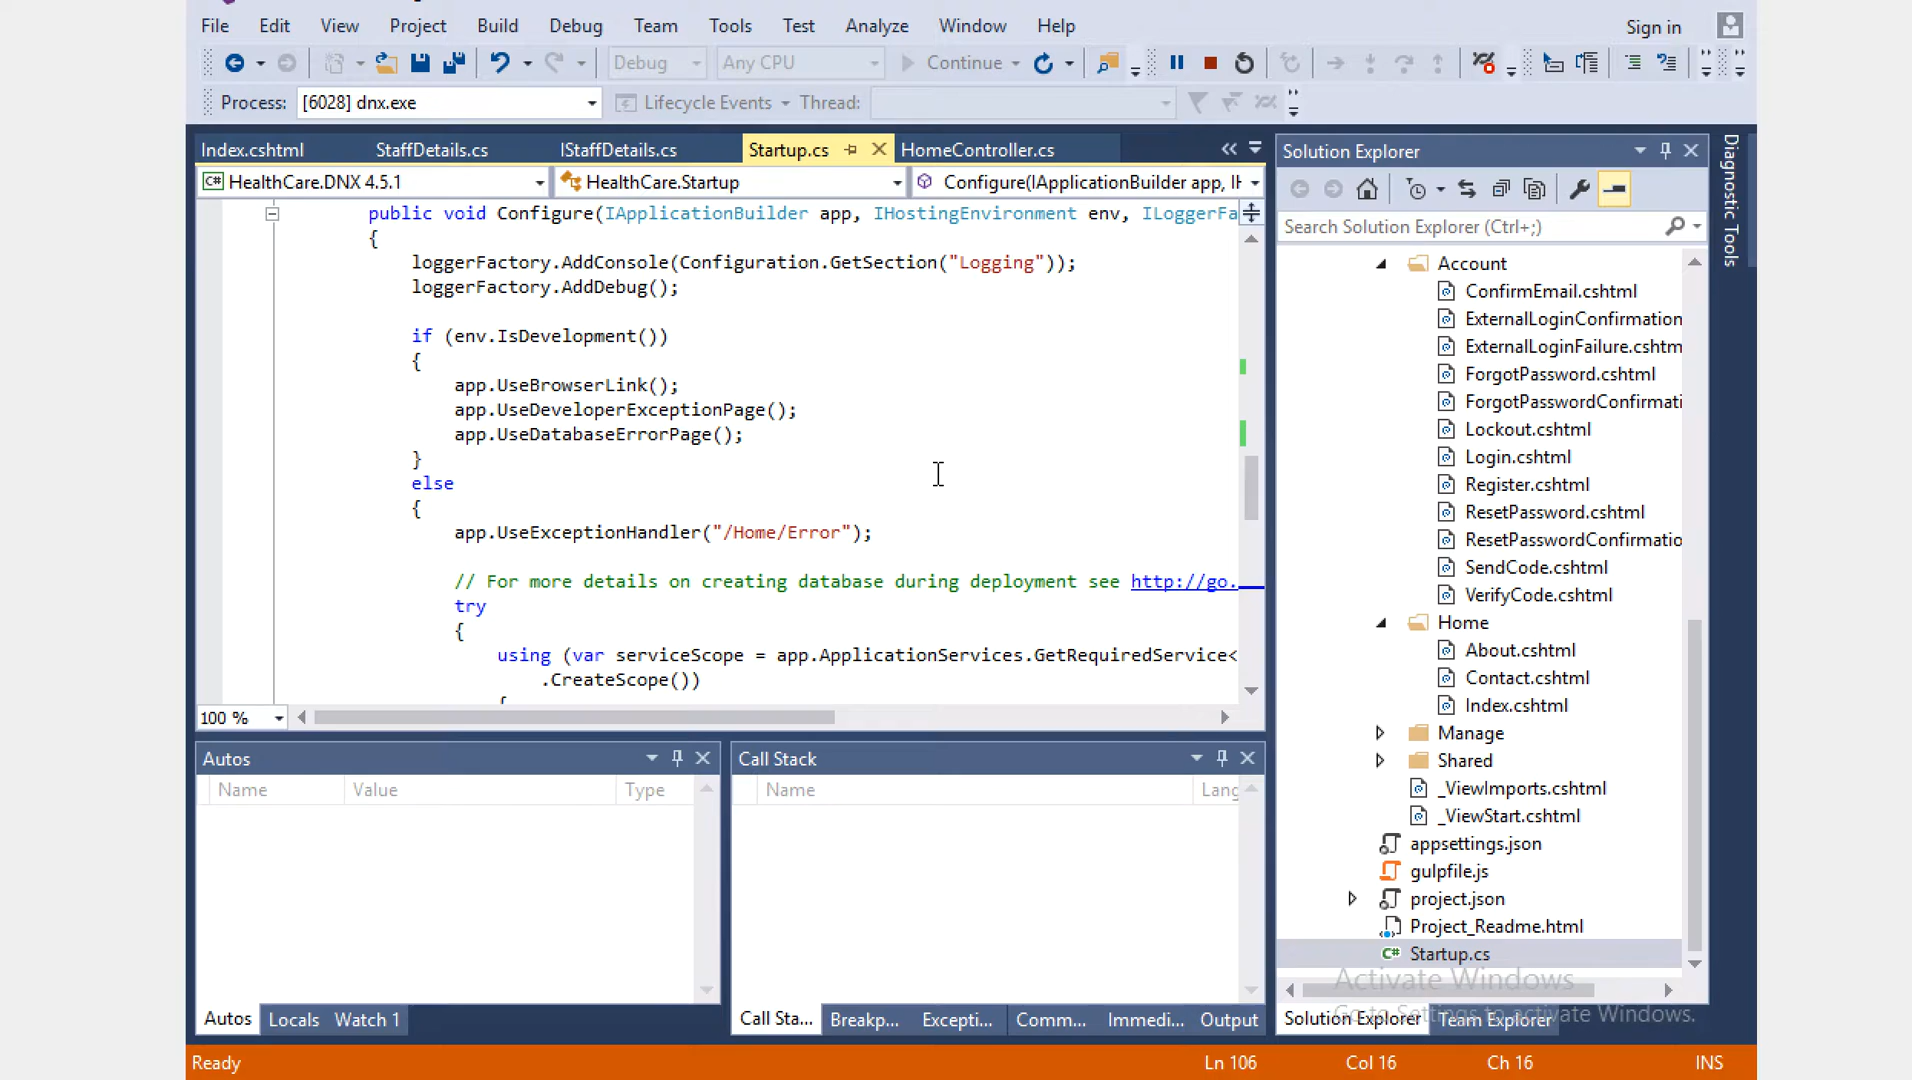 File Edit View Project Build Debug Team Tools Test Analyze Window Help Sign in
Debug Any CPU Continue
Process: [6028] dnx.exe Lifecycle Events Thread:
Index.cshtml StaffDetails.cs IStaffDetails.cs Startup.cs HomeController.cs
HealthCare.DNX 4.5.1 HealthCare.Startup Configure(IApplicationBuilder app, IH
public void Configure(IApplicationBuilder app, IHostingEnvironment env, ILoggerFa
{
loggerFactory.AddConsole(Configuration.GetSection("Logging"));
loggerFactory.AddDebug();
if (env.IsDevelopment())
{
app.UseBrowserLink();
app.UseDeveloperExceptionPage();
app.UseDatabaseErrorPage();
}
else
{
app.UseExceptionHandler("/Home/Error");
// For more details on creating database during deployment see http://go.
try
{
using (var serviceScope = app.ApplicationServices.GetRequiredService<
.CreateScope())
{
100 %
Autos
Name Value Type
Autos Locals Watch 1
Call Stack
Name Lang
Call Sta... Breakp... Excepti... Comm... Immedi... Output
Solution Explorer
Search Solution Explorer (Ctrl+;)
Account
ConfirmEmail.cshtml
ExternalLoginConfirmation
ExternalLoginFailure.cshtm
ForgotPassword.cshtml
ForgotPasswordConfirmati
Lockout.cshtml
Login.cshtml
Register.cshtml
ResetPassword.cshtml
ResetPasswordConfirmatio
SendCode.cshtml
VerifyCode.cshtml
Home
About.cshtml
Contact.cshtml
Index.cshtml
Manage
Shared
_ViewImports.cshtml
_ViewStart.cshtml
appsettings.json
gulpfile.js
project.json
Project_Readme.html
C# Startup.cs
Activate Windows
Go to Settings to activate Windows.
Solution Explorer Team Explorer
Diagnostic Tools
Ready Ln 106 Col 16 Ch 16 INS